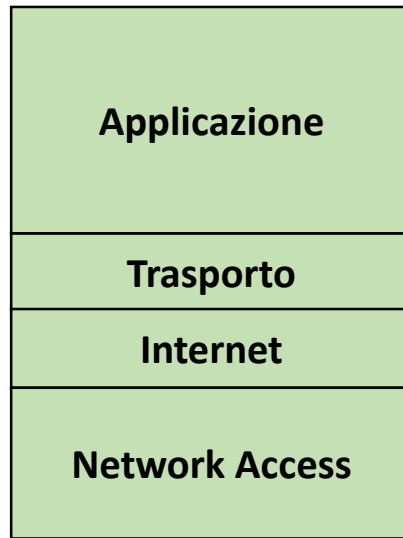 Applicazione
Trasporto
Internet
Network Access